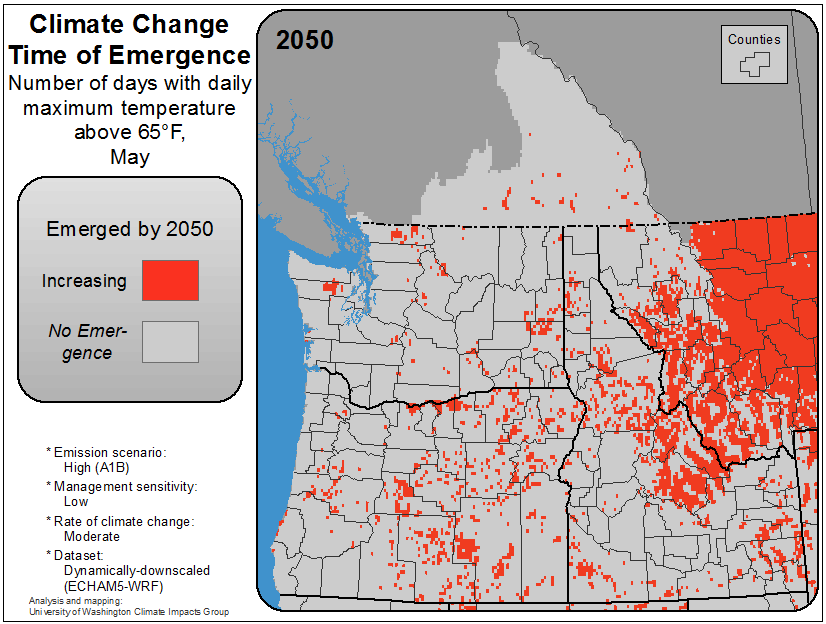 Climate Change
Time of Emergence
Number of days with daily
maximum temperature
above 65°F,
May
Emerged by 2050
Increasing
No Emer-
gence
* Emission scenario:
High (A1B)
* Management sensitivity:
Low
* Rate of climate change:
Moderate
* Dataset:
Dynamically-downscaled
(ECHAM5-WRF)
Analysis and mapping:
University of Washington Climate Impacts Group
2050
Counties